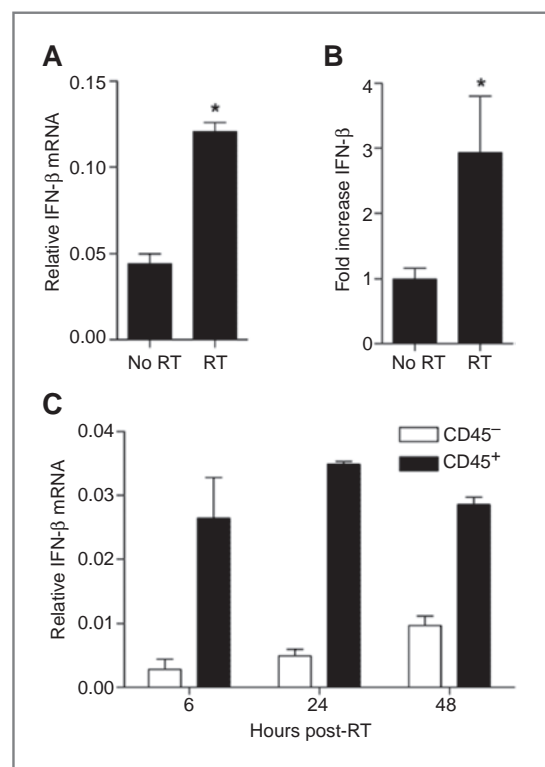 A
Relative IFN-β mRNA
0.15
0.10
0.05
0.00
*
No RT
RT
B
Fold increase IFN-β
4
3
2
1
0
*
No RT
RT
C
Relative IFN-β mRNA
0.04
0.03
0.02
0.01
0.00
CD45⁻
CD45⁺
6
24
48
Hours post-RT